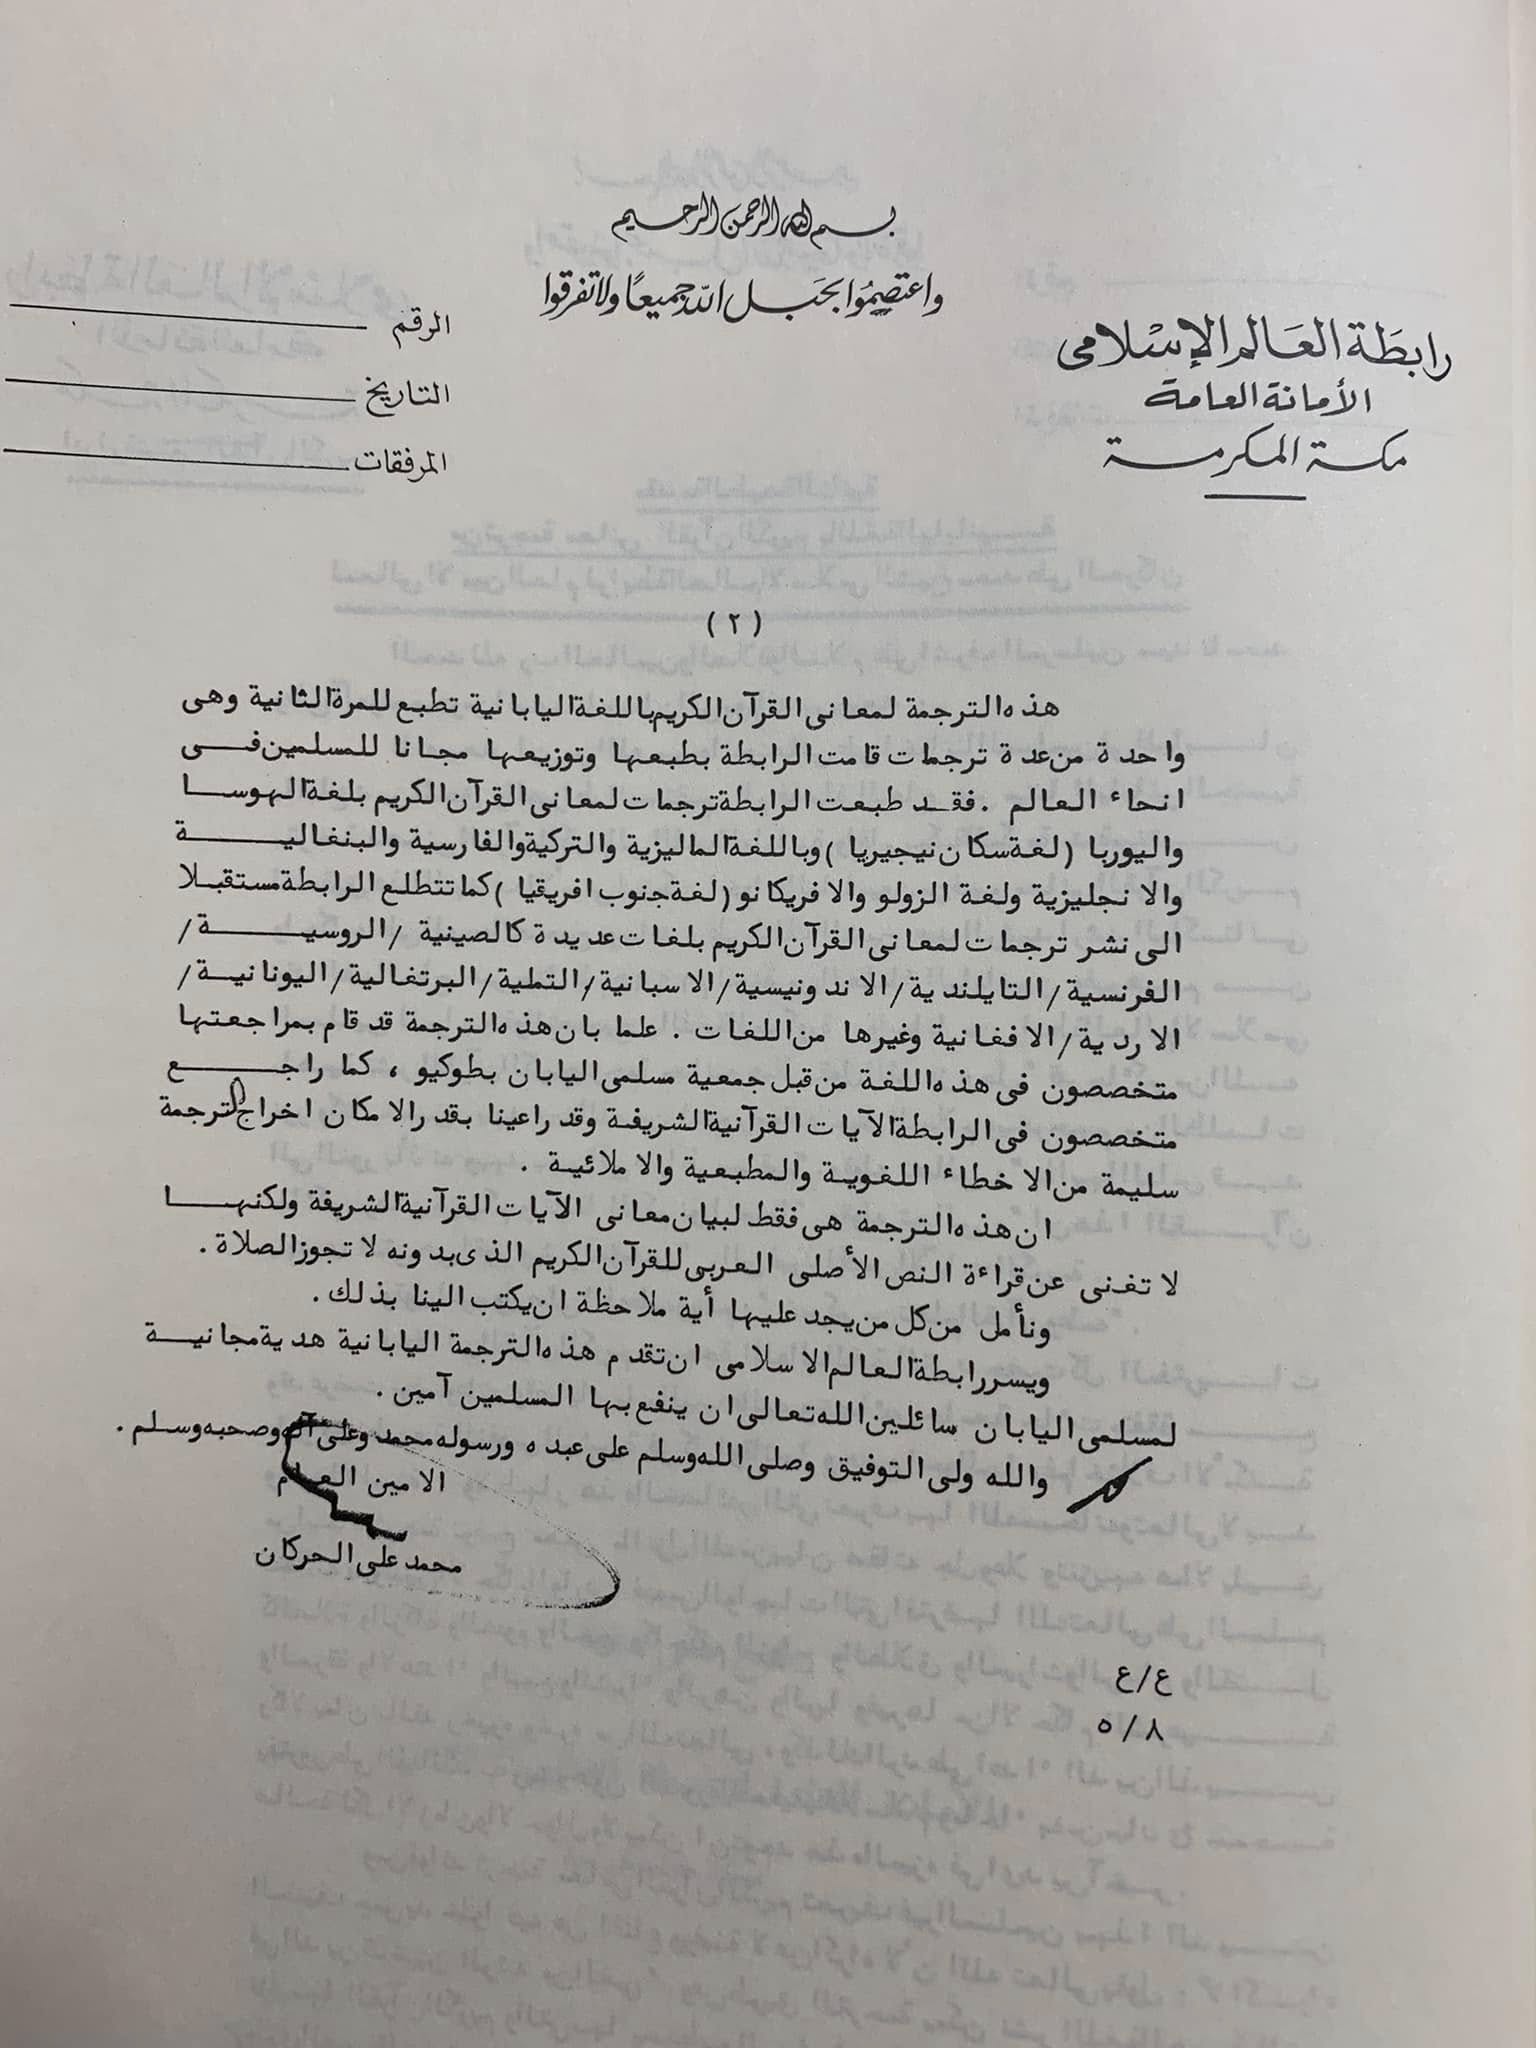 بسم الله الرحمن الرحيم
واعتصموا بحبل الله جميعًا ولا تفرقوا
رابطة العالم الإسلامى
الأمانة العامة
مكة المكرمة
الرقم
التاريخ
المرفقات
( ٢ )
هذه الترجمة لمعانى القرآن الكريم باللغة اليابانية تطبع للمرة الثانية وهى
واحدة من عدة ترجمات قامت الرابطة بطبعها وتوزيعها مجانا للمسلمين فى
انحاء العالم . فقد طبعت الرابطة ترجمات لمعانى القرآن الكريم بلغة الهوسا
واليوربا ( لغة سكان نيجيريا ) وباللغة الماليزية والتركية والفارسية والبنغالية
والانجليزية ولغة الزولو والافريكانو ( لغة جنوب افريقيا ) كما تتطلع الرابطة مستقبلا
الى نشر ترجمات لمعانى القرآن الكريم بلغات عديدة كالصينية / الروسية /
الفرنسية / التايلندية / الاندونيسية / الاسبانية / التملية / البرتغالية / اليونانية /
الاردية / الافغانية وغيرها من اللغات . علما بان هذه الترجمة قد قام بمراجعتها
متخصصون فى هذه اللغة من قبل جمعية مسلمى اليابان بطوكيو ، كما راجع
متخصصون فى الرابطة الآيات القرآنية الشريفة وقد راعينا بقدر الامكان اخراج الترجمة
سليمة من الاخطاء اللغوية والمطبعية والاملائية .
ان هذه الترجمة هى فقط لبيان معانى الآيات القرآنية الشريفة ولكنها
لا تغنى عن قراءة النص الأصلى العربى للقرآن الكريم الذى بدونه لا تجوز الصلاة .
ونأمل من كل من يجد عليها أية ملاحظة ان يكتب الينا بذلك .
ويسر رابطة العالم الاسلامى ان تقدم هذه الترجمة اليابانية هدية مجانية
لمسلمى اليابان سائلين الله تعالى ان ينفع بها المسلمين آمين .
والله ولى التوفيق وصلى الله وسلم على عبده ورسوله محمد وعلى آله وصحبه وسلم .
الامين العام
محمد على الحركان
ع/ع
٥/٨